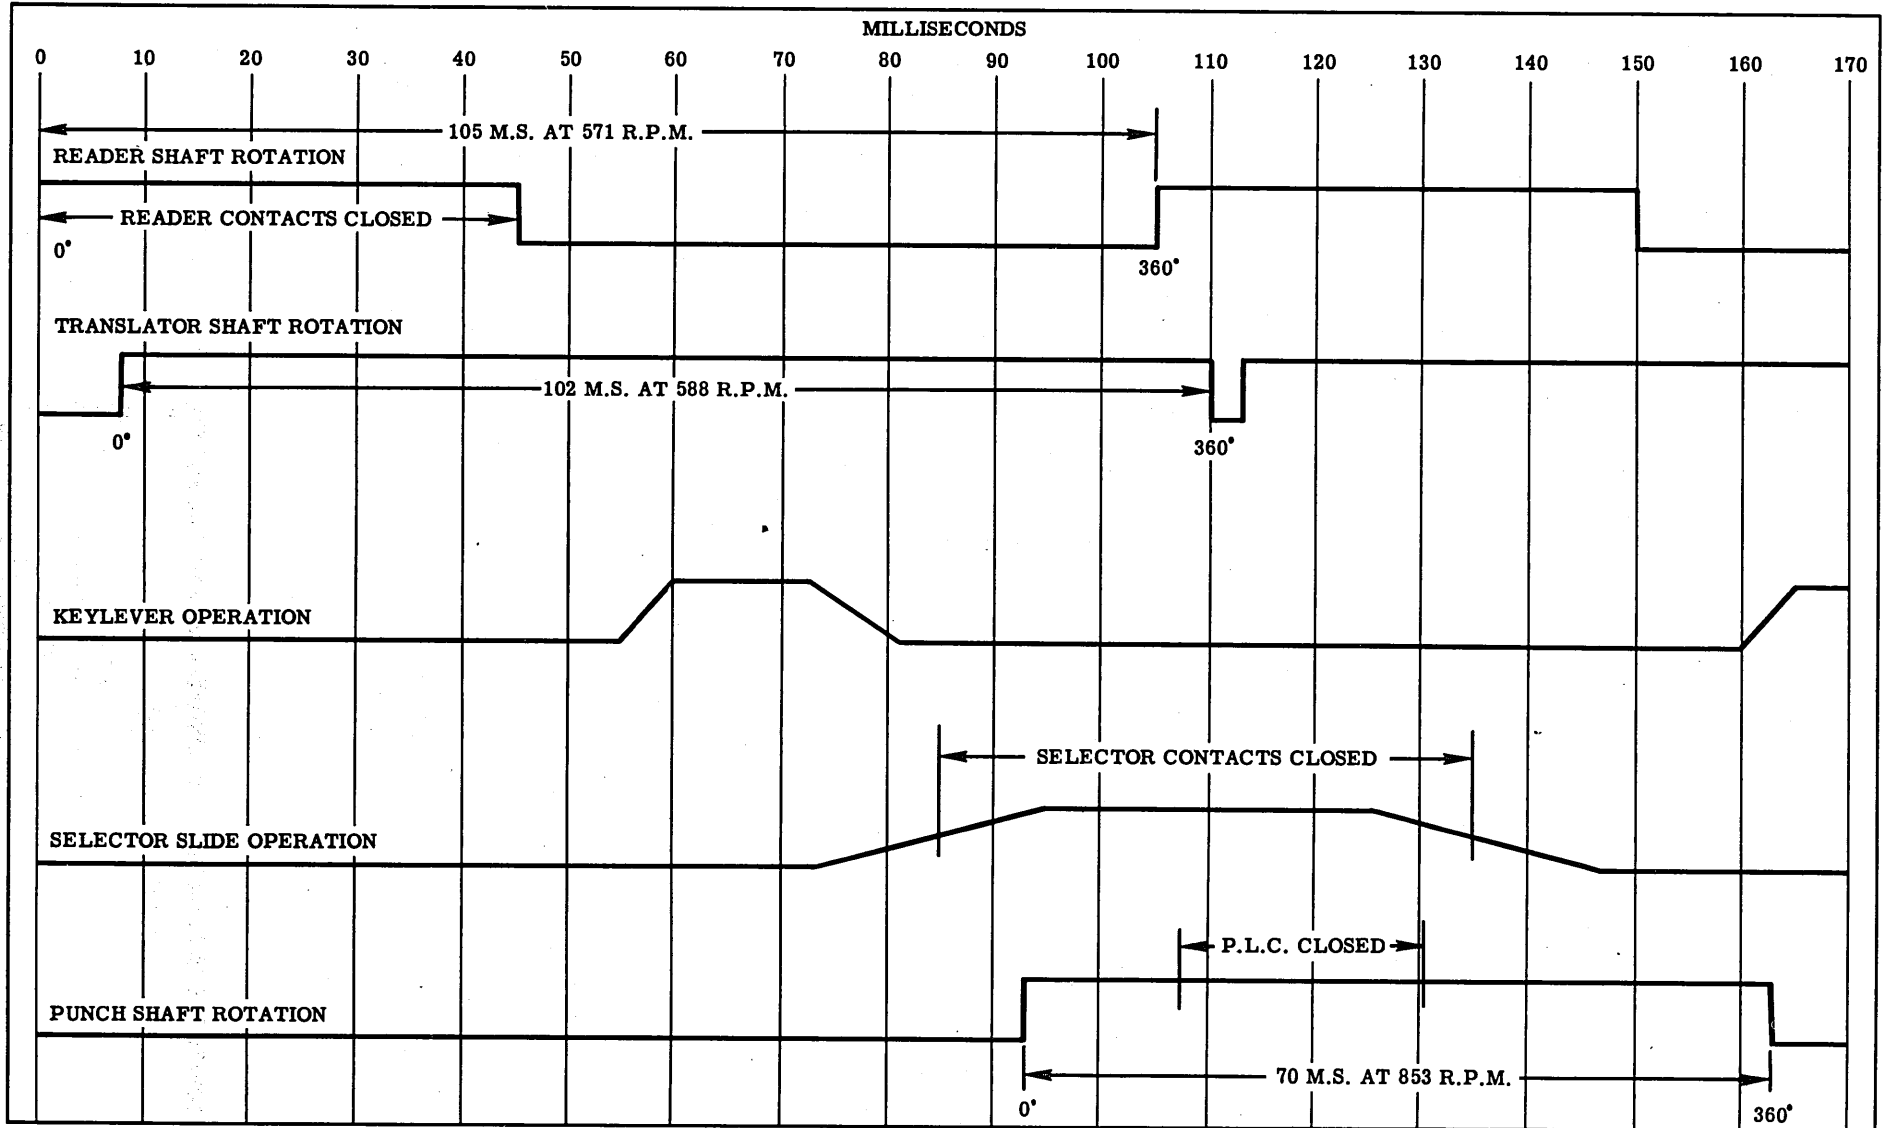 MILLISECONDS
0 10 20 30 40 50 60 70 80 90 100 110 120 130 140 150 160 170
105 M.S. AT 571 R.P.M.
READER SHAFT ROTATION
READER CONTACTS CLOSED
0°
360°
TRANSLATOR SHAFT ROTATION
102 M.S. AT 588 R.P.M.
0°
360°
KEYLEVER OPERATION
SELECTOR CONTACTS CLOSED
SELECTOR SLIDE OPERATION
P.L.C. CLOSED
PUNCH SHAFT ROTATION
70 M.S. AT 853 R.P.M.
0°
360°